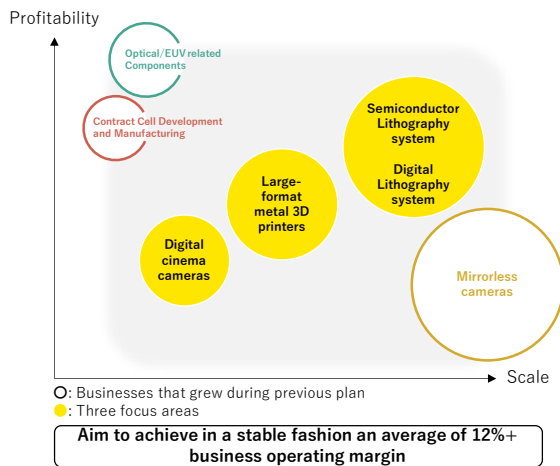 Profitability
Optical/EUV related
Components
Contract Cell Development
and Manufacturing
Semiconductor
Lithography
system
Digital
Lithography
system
Large-
format
metal 3D
printers
Digital
cinema
cameras
Mirrorless
cameras
Scale
O: Businesses that grew during previous plan
: Three focus areas
Aim to achieve in a stable fashion an average of 12%+
business operating margin